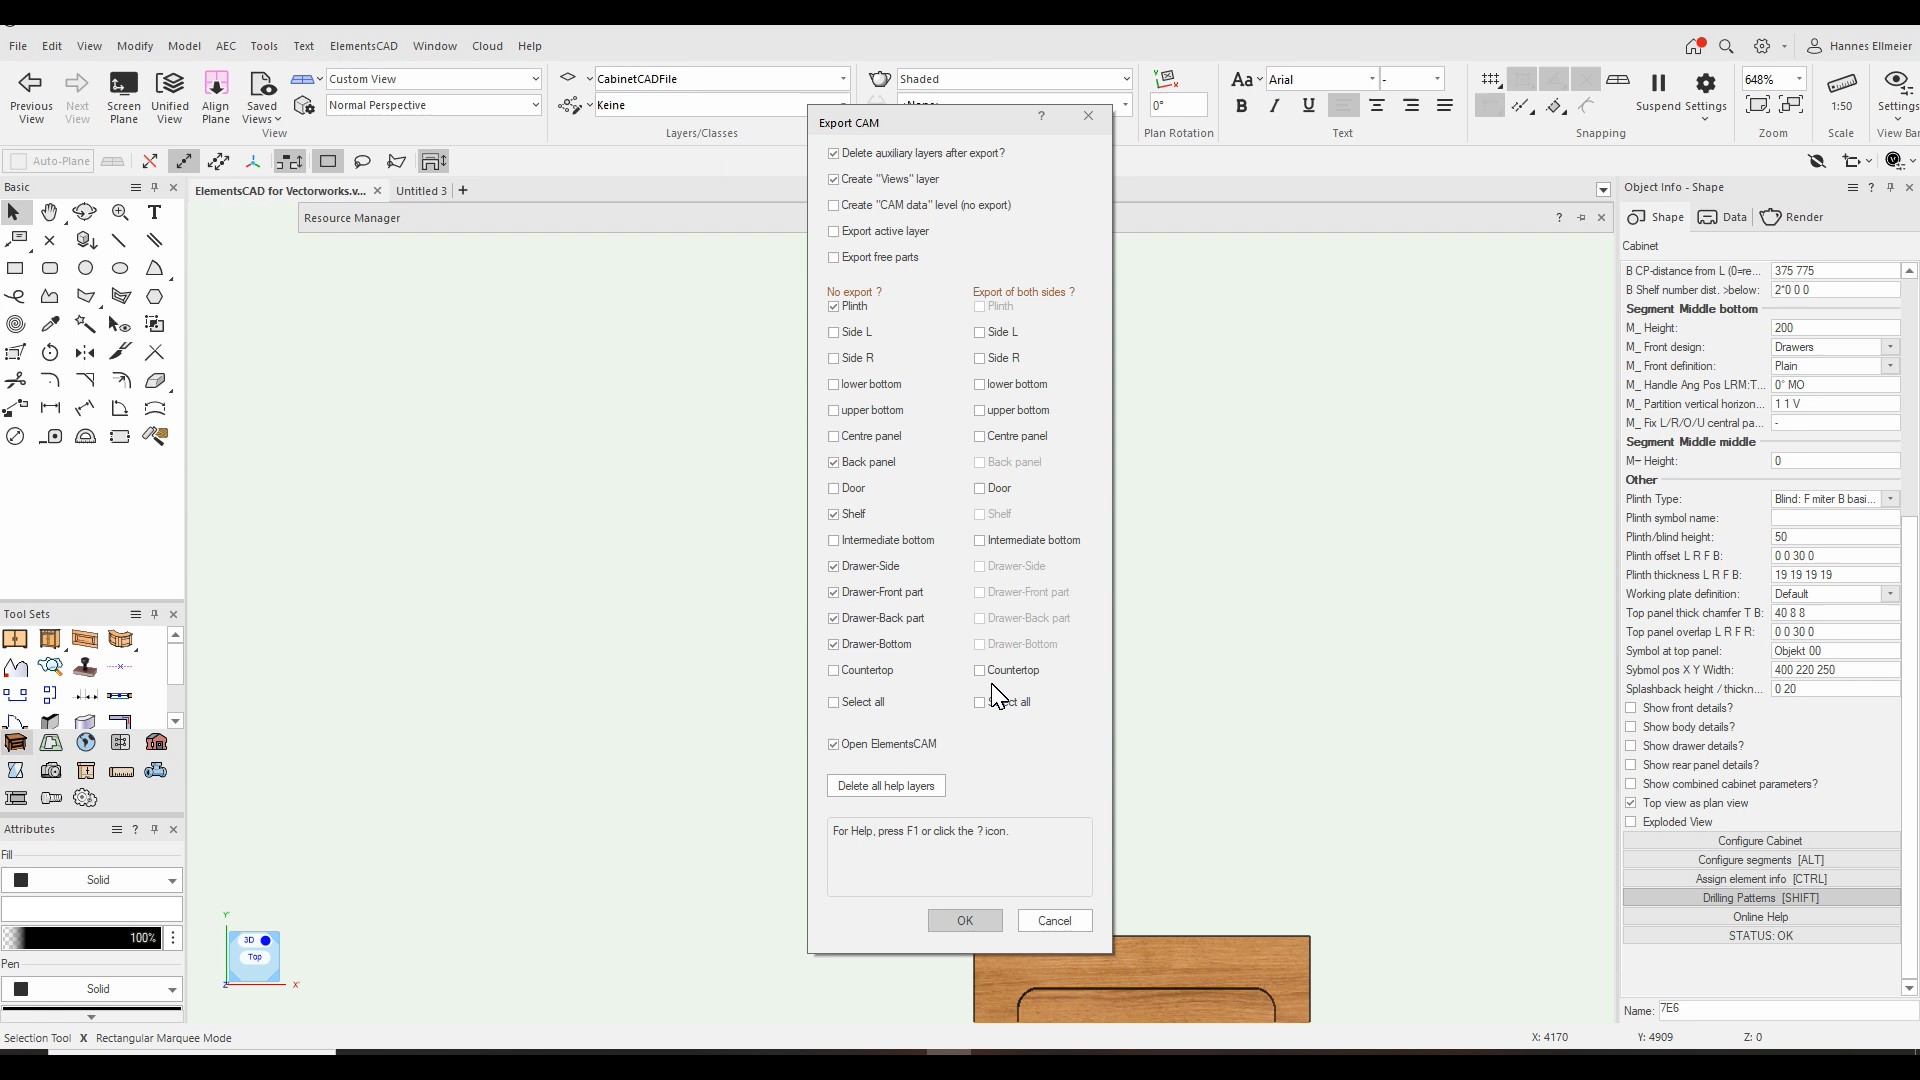 File Edit View Modify Model AEC Tools Text ElementsCAD Window Cloud Help
Hannes Ellmeier
Previous View
Next View
Screen Plane
Unified View
Align Plane
Saved Views
Custom View
Normal Perspective
View
CabinetCADFile
Keine
Layers/Classes
Shaded
0°
Plan Rotation
Aa Arial -
B I U
Text
Suspend Settings
Snapping
648%
Zoom
1:50
Scale
Settings
View Bar
Auto-Plane
Basic
ElementsCAD for Vectorworks.v...
Untitled 3
Resource Manager
Tool Sets
Attributes
Fill
Solid
100%
Pen
Solid
Y
3D
Top
Z
X
Export CAM
Delete auxiliary layers after export?
Create "Views" layer
Create "CAM data" level (no export)
Export active layer
Export free parts
No export ? Export of both sides ?
Plinth Plinth
Side L Side L
Side R Side R
lower bottom lower bottom
upper bottom upper bottom
Centre panel Centre panel
Back panel Back panel
Door Door
Shelf Shelf
Intermediate bottom Intermediate bottom
Drawer-Side Drawer-Side
Drawer-Front part Drawer-Front part
Drawer-Back part Drawer-Back part
Drawer-Bottom Drawer-Bottom
Countertop Countertop
Select all all
Open ElementsCAM
Delete all help layers
For Help, press F1 or click the ? icon.
OK Cancel
Object Info - Shape
Shape Data Render
Cabinet
B CP-distance from L (0=re... 375 775
B Shelf number dist. >below: 2*0 0 0
Segment Middle bottom
M_ Height: 200
M_ Front design: Drawers
M_ Front definition: Plain
M_ Handle Ang Pos LRM:T... 0° MO
M_ Partition vertical horizon... 1 1 V
M_ Fix L/R/O/U central pa... -
Segment Middle middle
M– Height: 0
Other
Plinth Type: Blind: F miter B basi...
Plinth symbol name:
Plinth/blind height: 50
Plinth offset L R F B: 0 0 30 0
Plinth thickness L R F B: 19 19 19 19
Working plate definition: Default
Top panel thick chamfer T B: 40 8 8
Top panel overlap L R F R: 0 0 30 0
Symbol at top panel: Objekt 00
Sybmol pos X Y Width: 400 220 250
Splashback height / thickn... 0 20
Show front details?
Show body details?
Show drawer details?
Show rear panel details?
Show combined cabinet parameters?
Top view as plan view
Exploded View
Configure Cabinet
Configure segments [ALT]
Assign element info [CTRL]
Drilling Patterns [SHIFT]
Online Help
STATUS: OK
Name: 7E6
Selection Tool X Rectangular Marquee Mode
X: 4170 Y: 4909 Z: 0